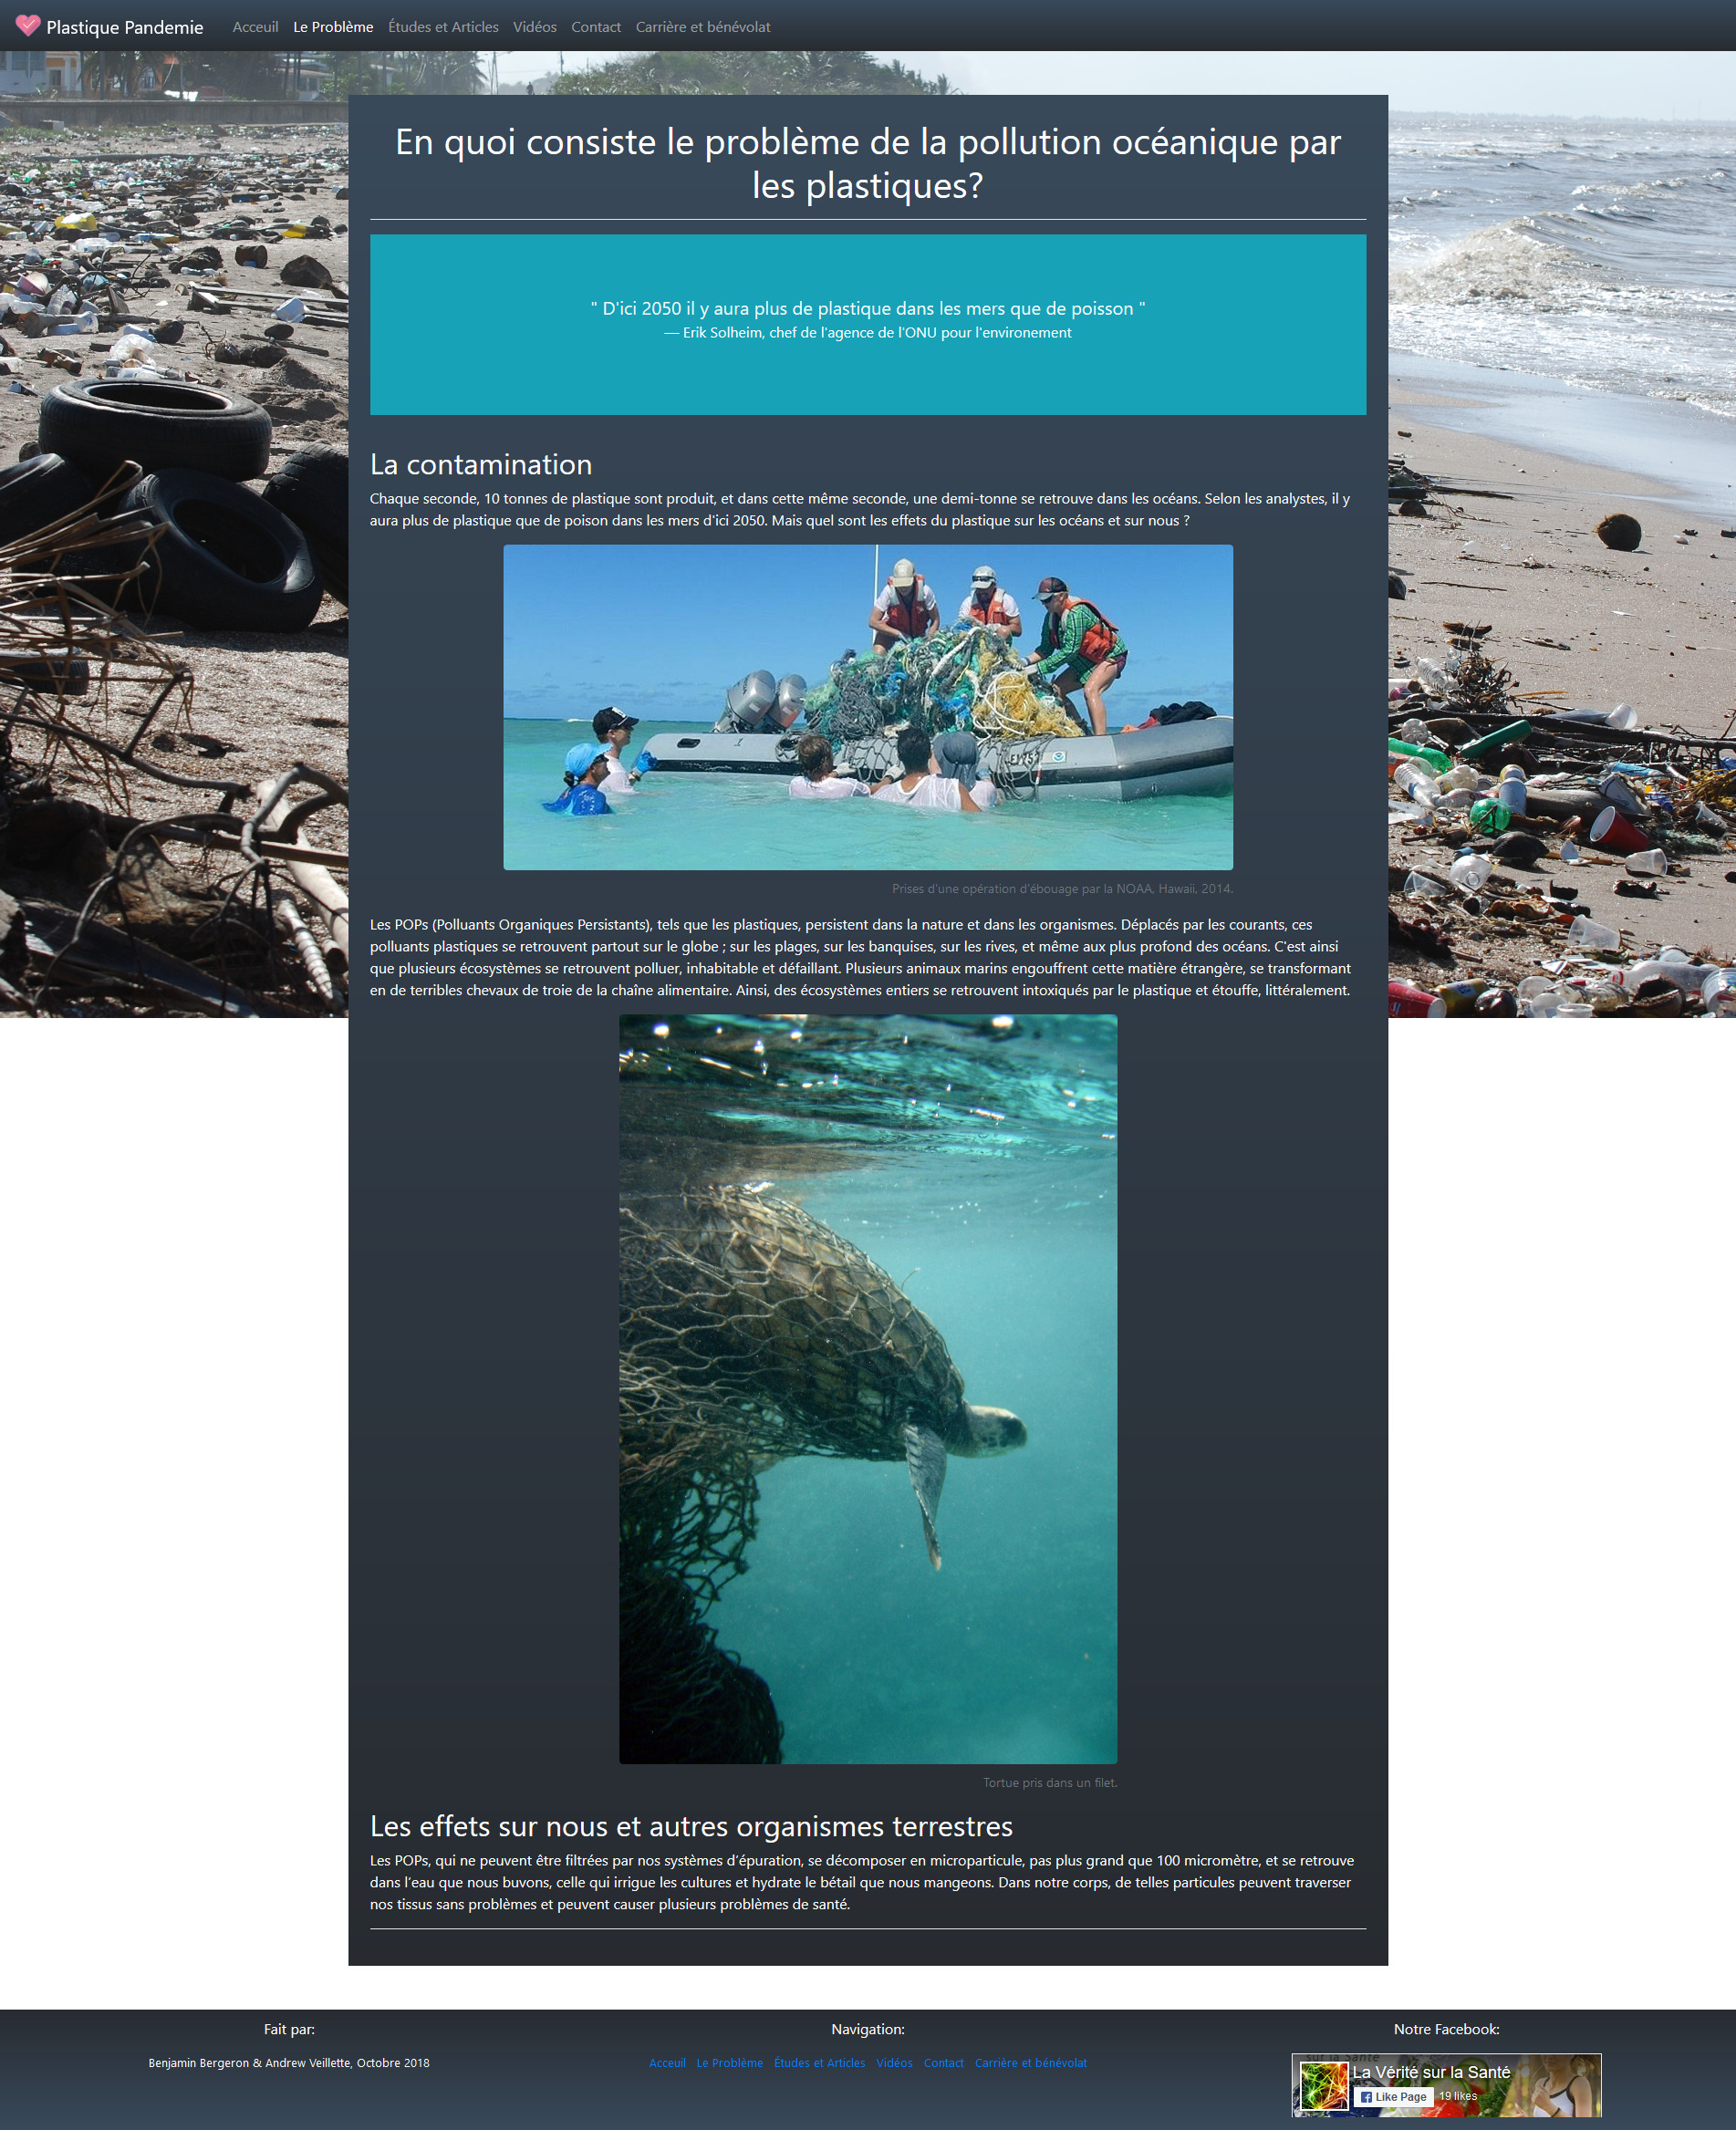 Plastique Pandemie
Acceuil Le Problème Études et Articles Vidéos Contact Carrière et bénévolat
En quoi consiste le problème de la pollution océanique par
les plastiques?
" D'ici 2050 il y aura plus de plastique dans les mers que de poisson "
— Erik Solheim, chef de l'agence de l'ONU pour l'environement
La contamination
Chaque seconde, 10 tonnes de plastique sont produit, et dans cette même seconde, une demi-tonne se retrouve dans les océans. Selon les analystes, il y
aura plus de plastique que de poison dans les mers d'ici 2050. Mais quel sont les effets du plastique sur les océans et sur nous ?
Prises d'une opération d'ébouage par la NOAA, Hawaii, 2014.
Les POPs (Polluants Organiques Persistants), tels que les plastiques, persistent dans la nature et dans les organismes. Déplacés par les courants, ces
polluants plastiques se retrouvent partout sur le globe ; sur les plages, sur les banquises, sur les rives, et même aux plus profond des océans. C'est ainsi
que plusieurs écosystèmes se retrouvent polluer, inhabitable et défaillant. Plusieurs animaux marins engouffrent cette matière étrangère, se transformant
en de terribles chevaux de troie de la chaîne alimentaire. Ainsi, des écosystèmes entiers se retrouvent intoxiqués par le plastique et étouffe, littéralement.
Tortue pris dans un filet.
Les effets sur nous et autres organismes terrestres
Les POPs, qui ne peuvent être filtrées par nos systèmes d'épuration, se décomposer en microparticule, pas plus grand que 100 micromètre, et se retrouve
dans l'eau que nous buvons, celle qui irrigue les cultures et hydrate le bétail que nous mangeons. Dans notre corps, de telles particules peuvent traverser
nos tissus sans problèmes et peuvent causer plusieurs problèmes de santé.
Fait par:
Benjamin Bergeron & Andrew Veillette, Octobre 2018
Navigation:
Acceuil Le Problème Études et Articles Vidéos Contact Carrière et bénévolat
Notre Facebook:
sur la Santé
La Vérité sur la Santé
Like Page 19 likes